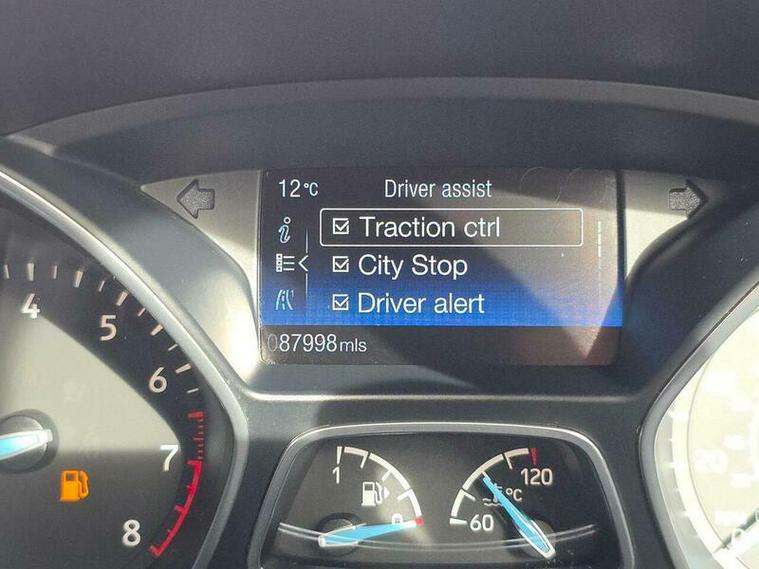 12°C Driver assist
Traction ctrl
City Stop
Driver alert
087998mls
4
5
6
7
8
1
0
60
120
°C
20